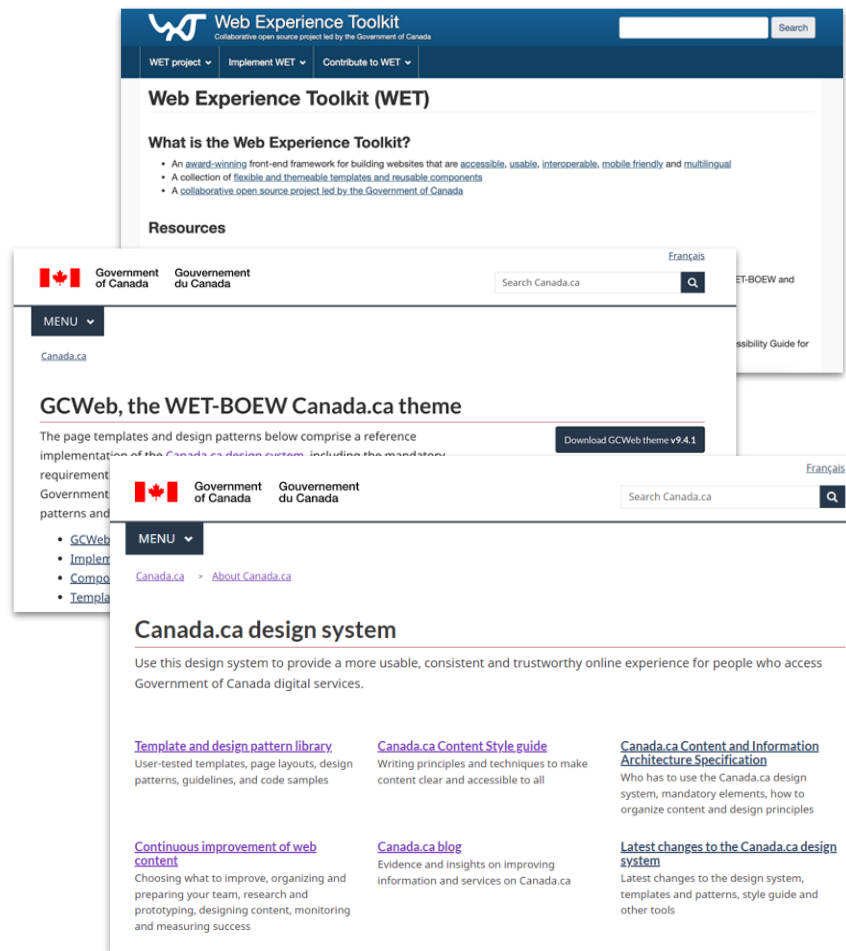 Web Experience Toolkit
Collaborative open source project led by the Government of Canada
Search
WET project
Implement WET
Contribute to WET
Web Experience Toolkit (WET)
What is the Web Experience Toolkit?
• An award-winning front-end framework for building websites that are accessible, usable, interoperable, mobile friendly and multilingual
• A collection of flexible and themeable templates and reusable components
• A collaborative open source project led by the Government of Canada
Resources
ET-BOEW and
ssibility Guide for
Français
Government of Canada
Gouvernement du Canada
Search Canada.ca
MENU
Canada.ca
GCWeb, the WET-BOEW Canada.ca theme
The page templates and design patterns below comprise a reference
implementation of the Canada.ca design system, including the mandatory
requirement
Government
patterns and
• GCWeb
• Implem
• Compo
• Templa
Download GCWeb theme v9.4.1
Français
Government of Canada
Gouvernement du Canada
Search Canada.ca
MENU
Canada.ca > About Canada.ca
Canada.ca design system
Use this design system to provide a more usable, consistent and trustworthy online experience for people who access
Government of Canada digital services.
Template and design pattern library
User-tested templates, page layouts, design
patterns, guidelines, and code samples
Canada.ca Content Style guide
Writing principles and techniques to make
content clear and accessible to all
Canada.ca Content and Information
Architecture Specification
Who has to use the Canada.ca design
system, mandatory elements, how to
organize content and design principles
Continuous improvement of web
content
Choosing what to improve, organizing and
preparing your team, research and
prototyping, designing content, monitoring
and measuring success
Canada.ca blog
Evidence and insights on improving
information and services on Canada.ca
Latest changes to the Canada.ca design
system
Latest changes to the design system,
templates and patterns, style guide and
other tools